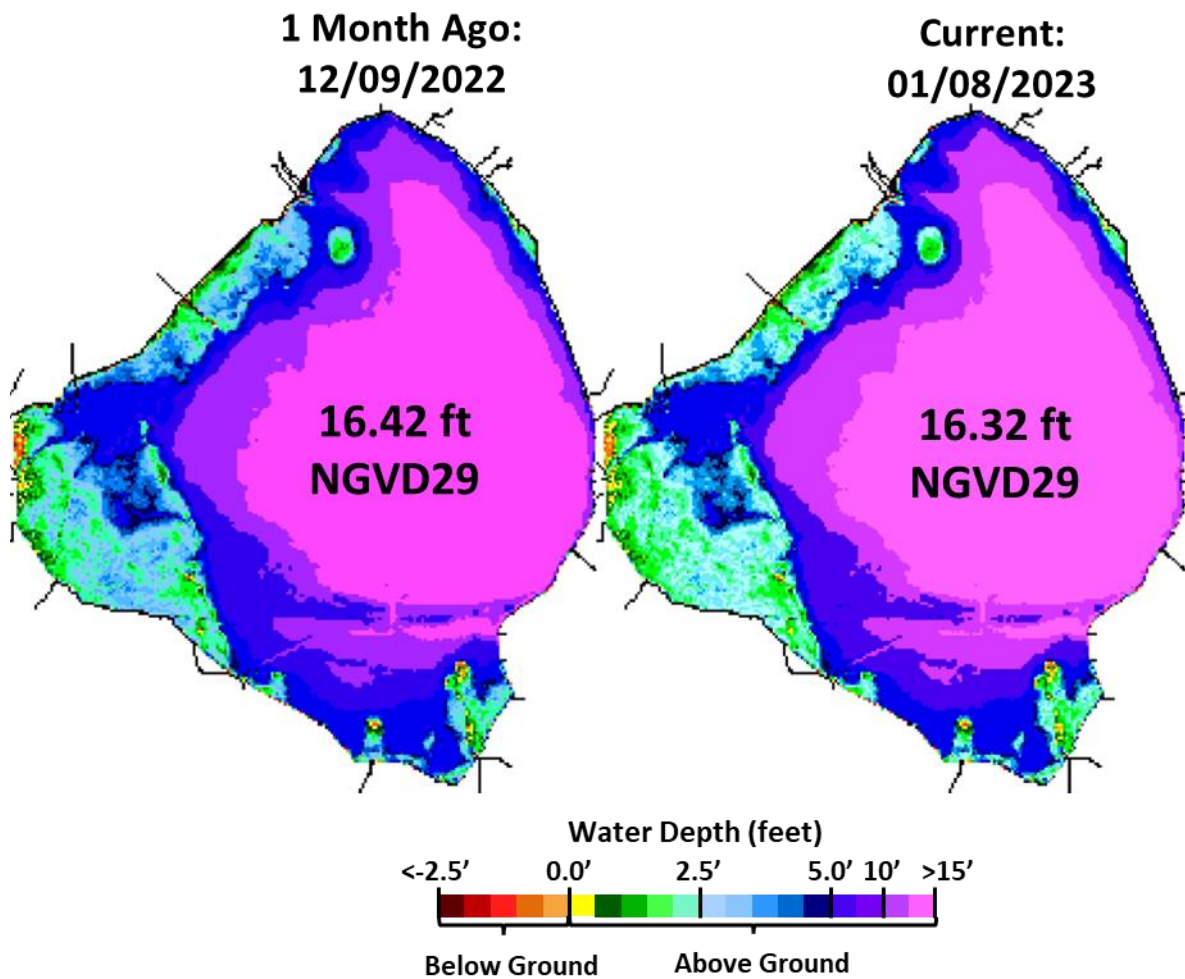 1 Month Ago:
12/09/2022
Current:
01/08/2023
16.42 ft
NGVD29
16.32 ft
NGVD29
Water Depth (feet)
<-2.5’ 0.0’ 2.5’ 5.0’ 10’ >15’
Below Ground Above Ground